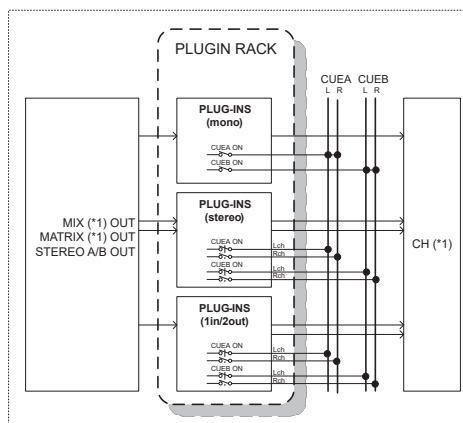 PLUGIN RACK
CUEA CUEB
L R L R
PLUG-INS
(mono)
CUEA ON
CUEB ON
MIX (*1) OUT
MATRIX (*1) OUT
STEREO A/B OUT
PLUG-INS
(stereo)
CUEA ON
Lch
Rch
CUEB ON
Lch
Rch
CH (*1)
PLUG-INS
(1in/2out)
CUEA ON
Lch
Rch
CUEB ON
Lch
Rch